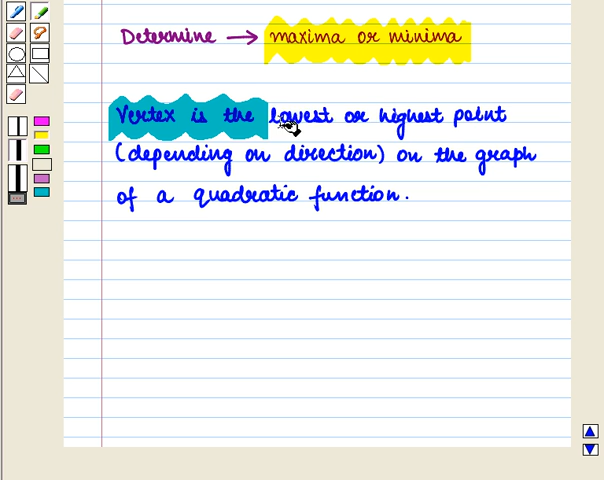 Determine → maxima or minima
Vertex is the lowest or highest point
(depending on direction) on the graph
of a quadratic function.